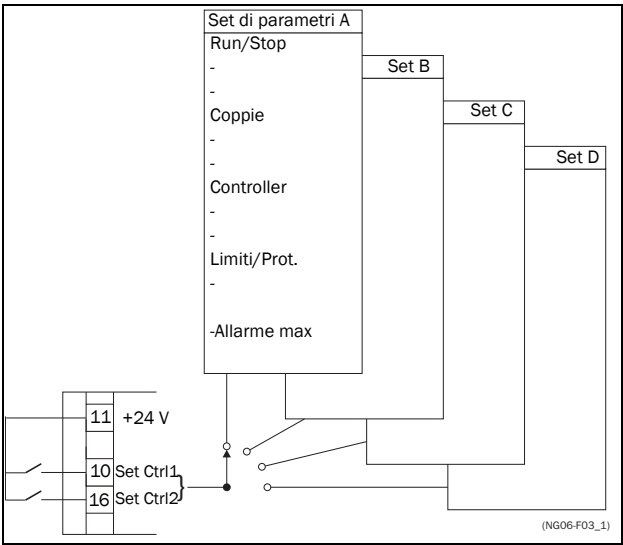 Set di parametri A
Run/Stop
-
-
Coppie
-
-
Controller
-
-
Limiti/Prot.
-
-Allarme max
Set B
Set C
Set D
11 +24 V
10 Set Ctrl1
16 Set Ctrl2
(NG06-F03_1)